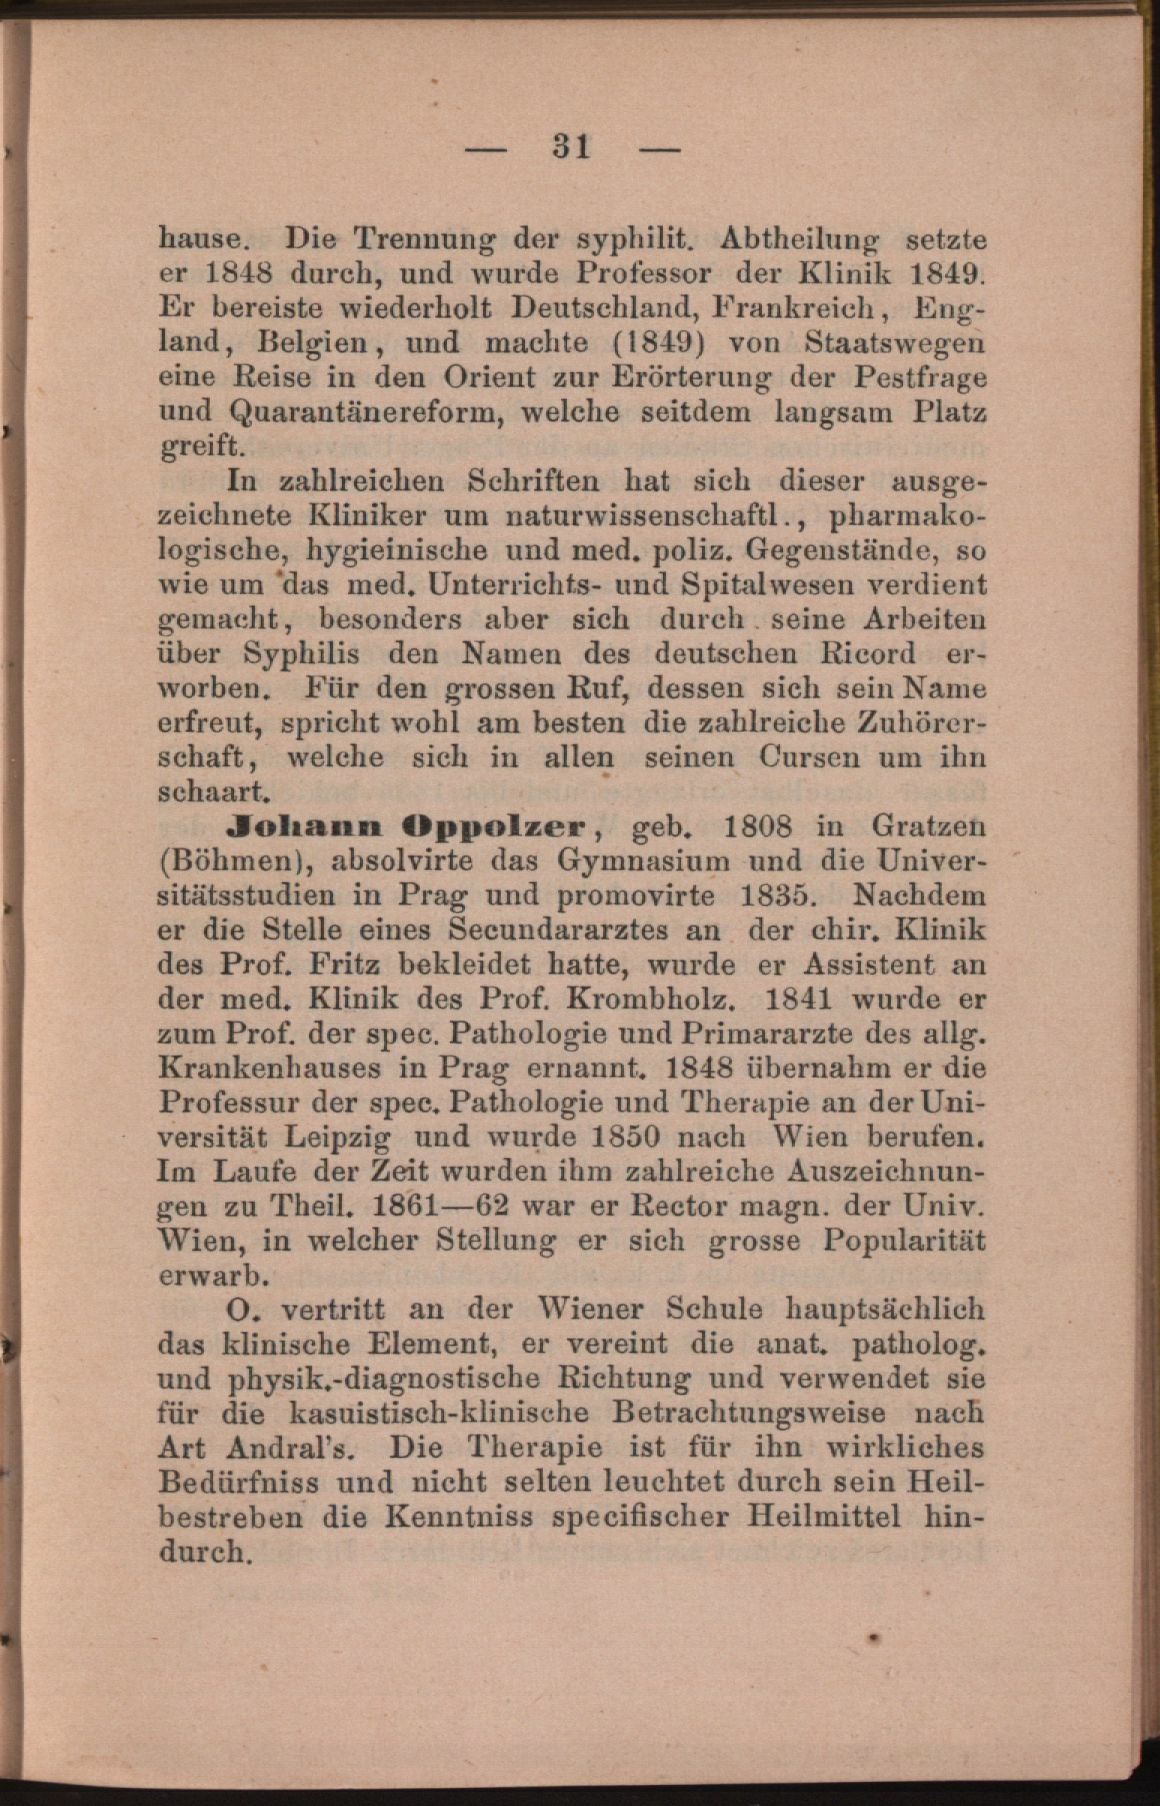 — 31 —
hause. Die Trennung der syphilit. Abtheilung setzte
er 1848 durch, und wurde Professor der Klinik 1849.
Er bereiste wiederholt Deutschland, Frankreich, Eng-
land, Belgien, und machte (1849) von Staatswegen
eine Reise in den Orient zur Erörterung der Pestfrage
und Quarantänereform, welche seitdem langsam Platz
greift.
In zahlreichen Schriften hat sich dieser ausge-
zeichnete Kliniker um naturwissenschaftl., pharmako-
logische, hygieinische und med. poliz. Gegenstände, so
wie um das med. Unterrichts- und Spitalwesen verdient
gemacht, besonders aber sich durch seine Arbeiten
über Syphilis den Namen des deutschen Ricord er-
worben. Für den grossen Ruf, dessen sich sein Name
erfreut, spricht wohl am besten die zahlreiche Zuhörer-
schaft, welche sich in allen seinen Cursen um ihn
schaart.
Johann Oppolzer, geb. 1808 in Gratzen
(Böhmen), absolvirte das Gymnasium und die Univer-
sitätsstudien in Prag und promovirte 1835. Nachdem
er die Stelle eines Secundararztes an der chir. Klinik
des Prof. Fritz bekleidet hatte, wurde er Assistent an
der med. Klinik des Prof. Krombholz. 1841 wurde er
zum Prof. der spec. Pathologie und Primararzte des allg.
Krankenhauses in Prag ernannt. 1848 übernahm er die
Professur der spec. Pathologie und Therapie an der Uni-
versität Leipzig und wurde 1850 nach Wien berufen.
Im Laufe der Zeit wurden ihm zahlreiche Auszeichnun-
gen zu Theil. 1861—62 war er Rector magn. der Univ.
Wien, in welcher Stellung er sich grosse Popularität
erwarb.
O. vertritt an der Wiener Schule hauptsächlich
das klinische Element, er vereint die anat. patholog.
und physik.-diagnostische Richtung und verwendet sie
für die kasuistisch-klinische Betrachtungsweise nach
Art Andral's. Die Therapie ist für ihn wirkliches
Bedürfniss und nicht selten leuchtet durch sein Heil-
bestreben die Kenntniss specifischer Heilmittel hin-
durch.